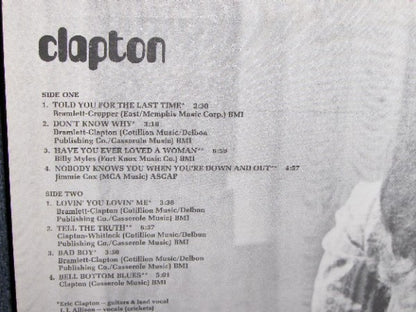 clapton
SIDE ONE
1. TOLD YOU FOR THE LAST TIME* 2:30
Bramlett-Cropper (East/Memphis Music Corp.) BMI
2. DON'T KNOW WHY* 3:10
Bramlett-Clapton (Cotillion Music/Delbon
Publishing Co./Casserole Music) BMI
3. HAVE YOU EVER LOVED A WOMAN** 6:50
Billy Myles (Fort Knox Music Co.) BMI
4. NOBODY KNOWS YOU WHEN YOU'RE DOWN AND OUT** 4:57
Jimmie Cox (MCA Music) ASCAP
SIDE TWO
1. LOVIN' YOU LOVIN' ME* 3:30
Bramlett-Clapton (Cotillion Music/Delbon
Publishing Co./Casserole Music) BMI
2. TELL THE TRUTH** 6:37
Clapton-Whitlock (Cotillion Music/Delbon
Publishing Co./Casserole Music) BMI
3. BAD BOY* 3:30
Bramlett-Clapton (Cotillion Music/Delbon
Publishing Co./Casserole Music) BMI
4. BELL BOTTOM BLUES** 5:01
Clapton (Casserole Music) BMI
*Eric Clapton – guitars & lead vocal
J. I. Allison – vocals (crickets)